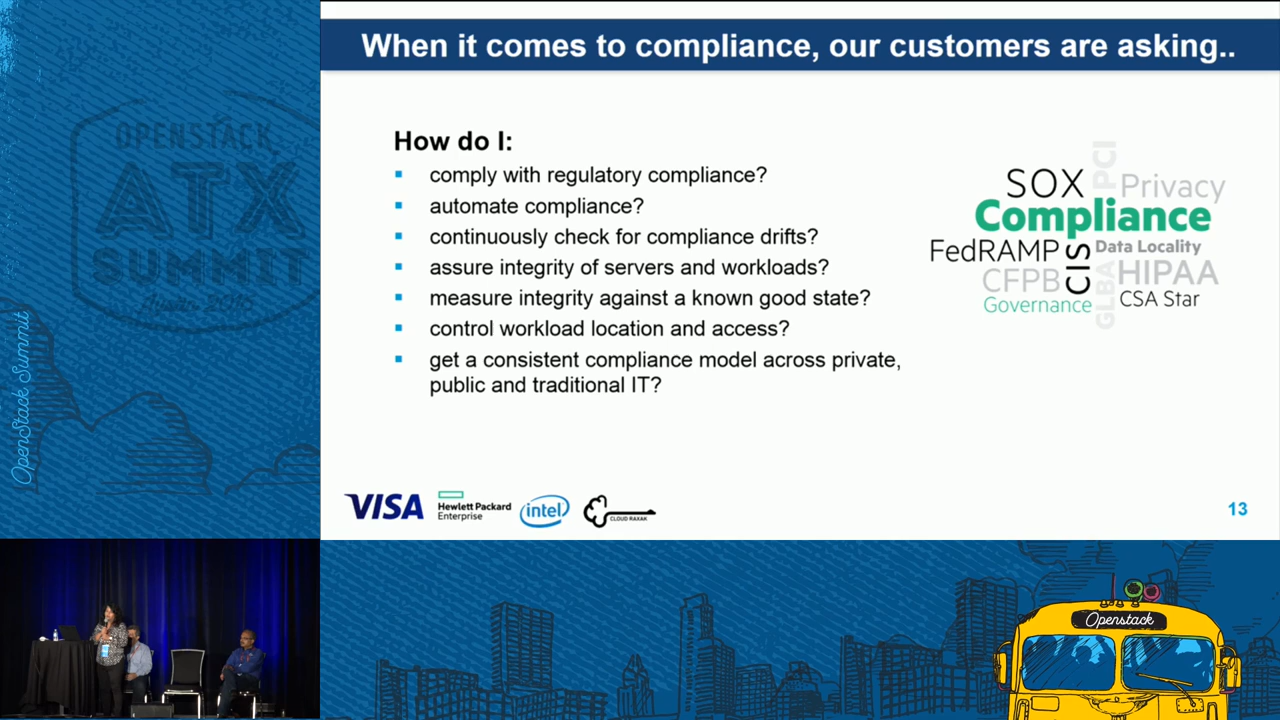 When it comes to compliance, our customers are asking..
How do I:
comply with regulatory compliance?
automate compliance?
continuously check for compliance drifts?
assure integrity of servers and workloads?
measure integrity against a known good state?
control workload location and access?
get a consistent compliance model across private,
public and traditional IT?
SOX
PCI
Privacy
Compliance
FedRAMP
CIS
Data Locality
CFPB
GLBA
HIPAA
Governance
CSA Star
VISA
Hewlett Packard
Enterprise
intel
CLOUD RAXAK
13
OPENSTACK
ATX
SUMMIT
OpenStack Summit
Openstack